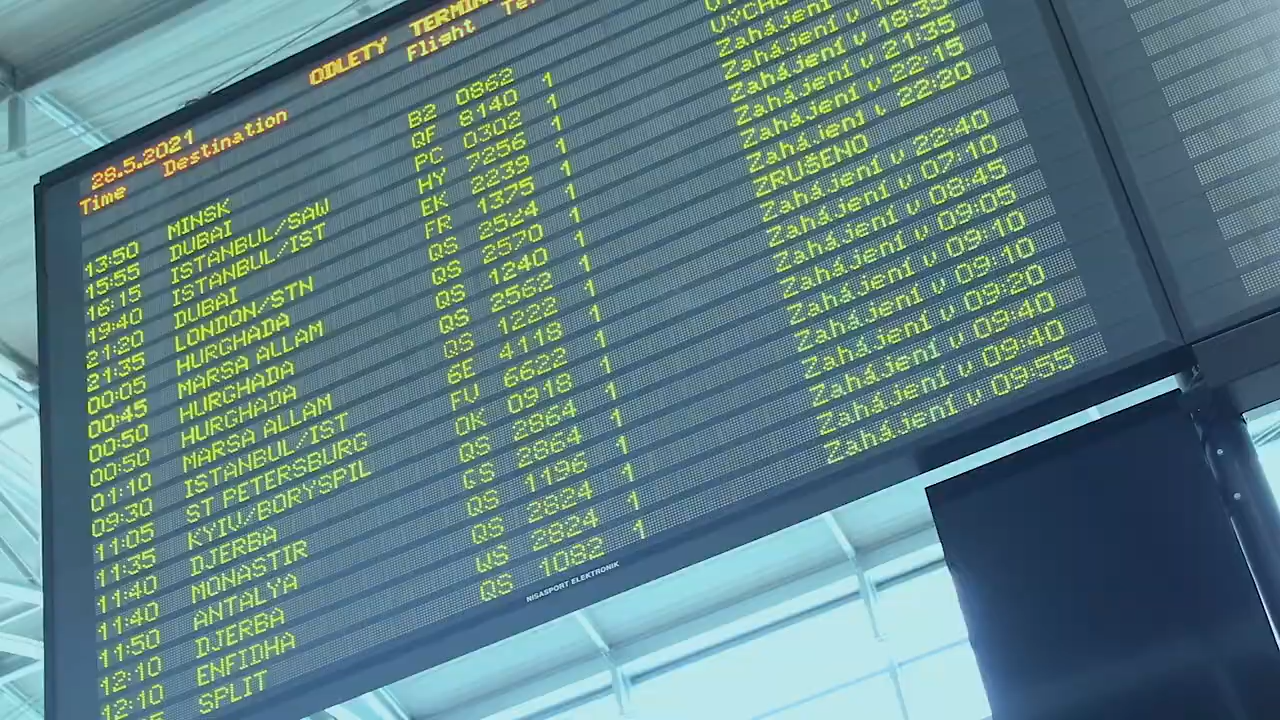 ODLETY
28.5.2021
Time Destination Flight
13:50 MINSK B2 0862 1
15:55 DUBAI QF 8140 1
16:15 ISTANBUL/SAW PC 0302 1
19:40 ISTANBUL/IST HY 7256 1
21:20 DUBAI EK 2239 1 Zahájení v
21:35 LONDON/STN FR 1375 1 Zahájení v 18:35
00:05 HURGHADA QS 2524 1 Zahájení v 21:35
00:45 MARSA ALLAM QS 2570 1 Zahájení v 22:15
00:50 HURGHADA QS 1240 1 Zahájení v 22:20
00:50 HURGHADA QS 2562 1 ZRUŠENO
01:10 MARSA ALLAM QS 1222 1 Zahájení v 22:40
09:30 ISTANBUL/IST 6E 4118 1 Zahájení v 07:10
11:05 ST PETERSBURG FV 6622 1 Zahájení v 08:45
11:35 KYIV/BORYSPIL OK 0918 1 Zahájení v 09:05
11:40 DJERBA QS 2864 1 Zahájení v 09:10
11:40 MONASTIR QS 2864 1 Zahájení v 09:10
11:50 ANTALYA QS 1196 1 Zahájení v 09:20
12:10 DJERBA QS 2824 1 Zahájení v 09:40
12:10 ENFIDHA QS 2824 1 Zahájení v 09:40
SPLIT QS 1082 1 Zahájení v 09:55
NISASPORT ELEKTRONIK